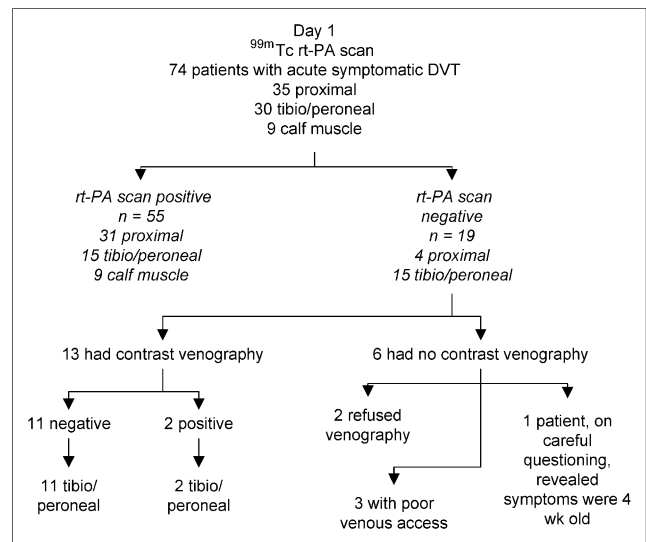 Day 1
99mTc rt-PA scan
74 patients with acute symptomatic DVT
35 proximal
30 tibio/peroneal
9 calf muscle
rt-PA scan positive
n = 55
31 proximal
15 tibio/peroneal
9 calf muscle
rt-PA scan
negative
n = 19
4 proximal
15 tibio/peroneal
13 had contrast venography
6 had no contrast venography
11 negative
2 positive
11 tibio/
peroneal
2 tibio/
peroneal
2 refused
venography
3 with poor
venous access
1 patient, on
careful
questioning,
revealed
symptoms were 4
wk old